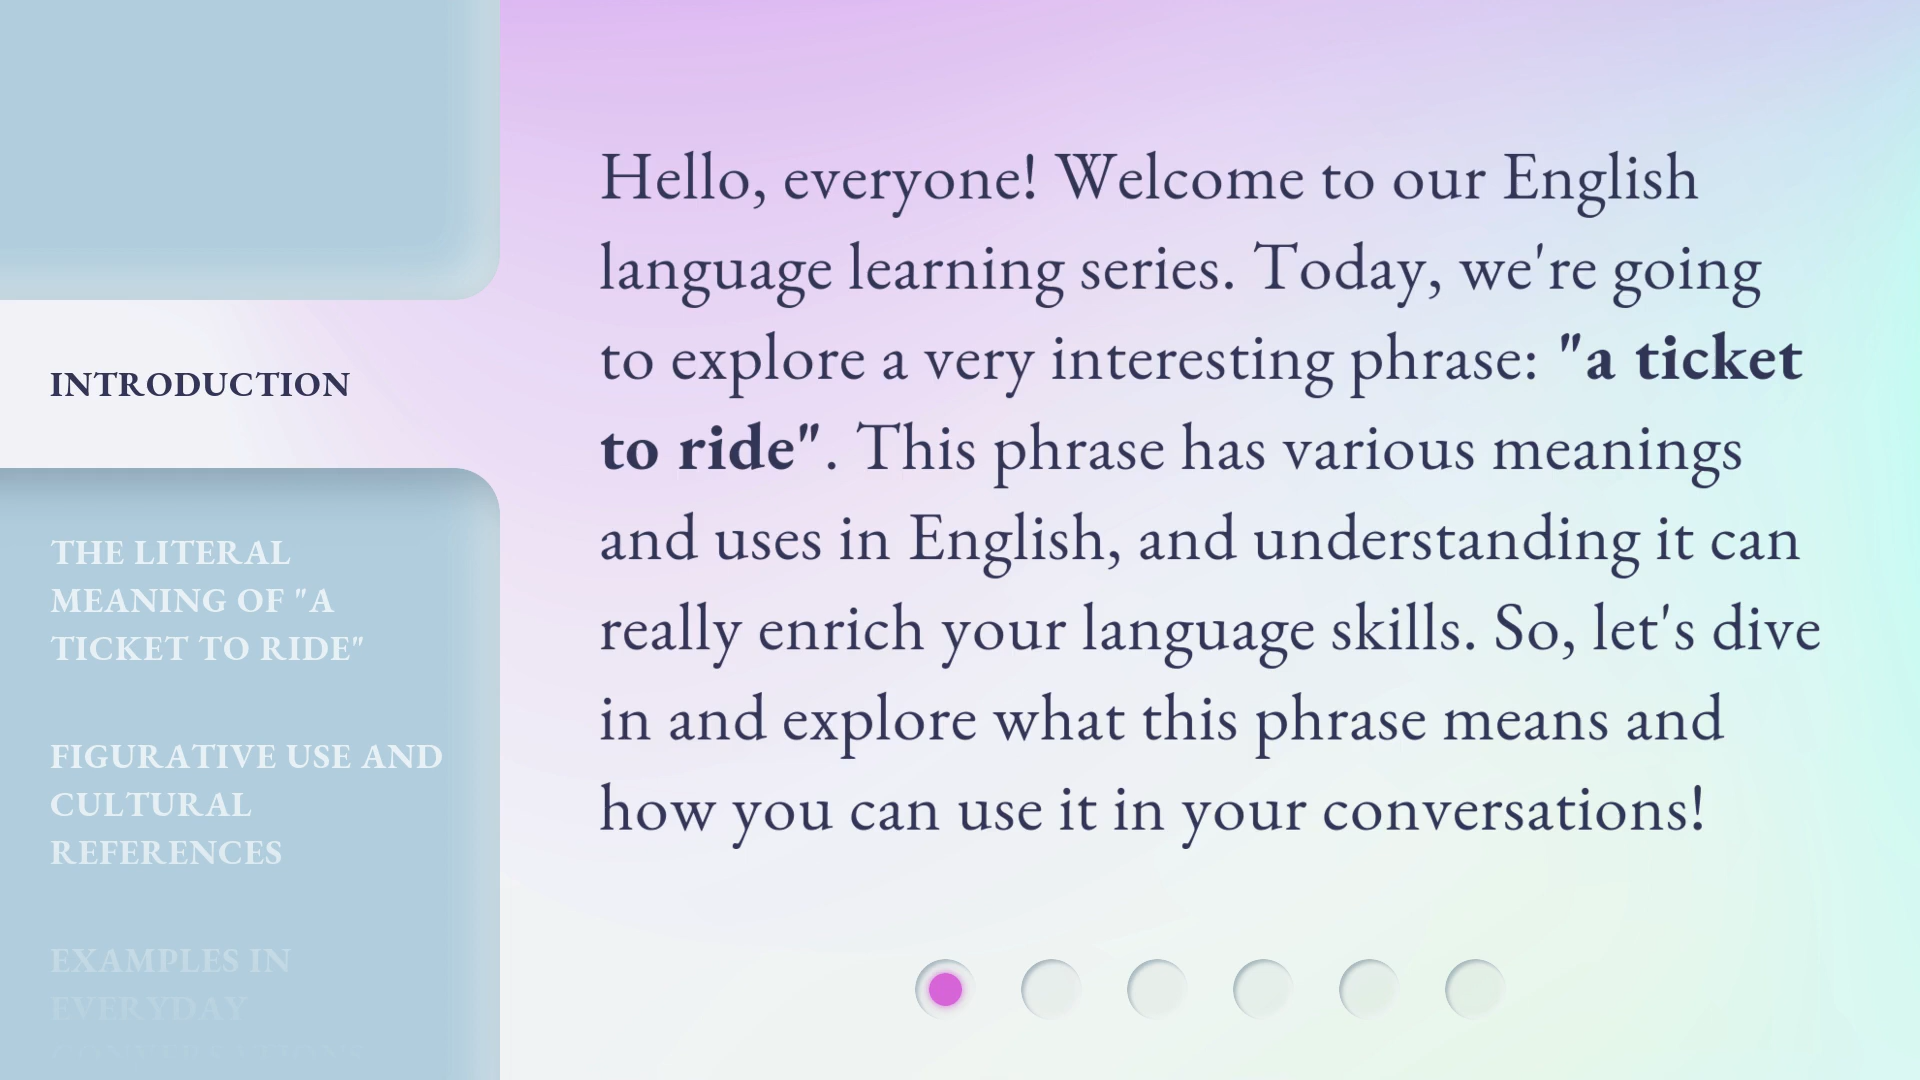 INTRODUCTION
THE LITERAL
MEANING OF "A
TICKET TO RIDE"
FIGURATIVE USE AND
CULTURAL
REFERENCES
EXAMPLES IN
EVERYDAY
CONVERSATIONS
Hello, everyone! Welcome to our English
language learning series. Today, we're going
to explore a very interesting phrase: "a ticket
to ride". This phrase has various meanings
and uses in English, and understanding it can
really enrich your language skills. So, let's dive
in and explore what this phrase means and
how you can use it in your conversations!